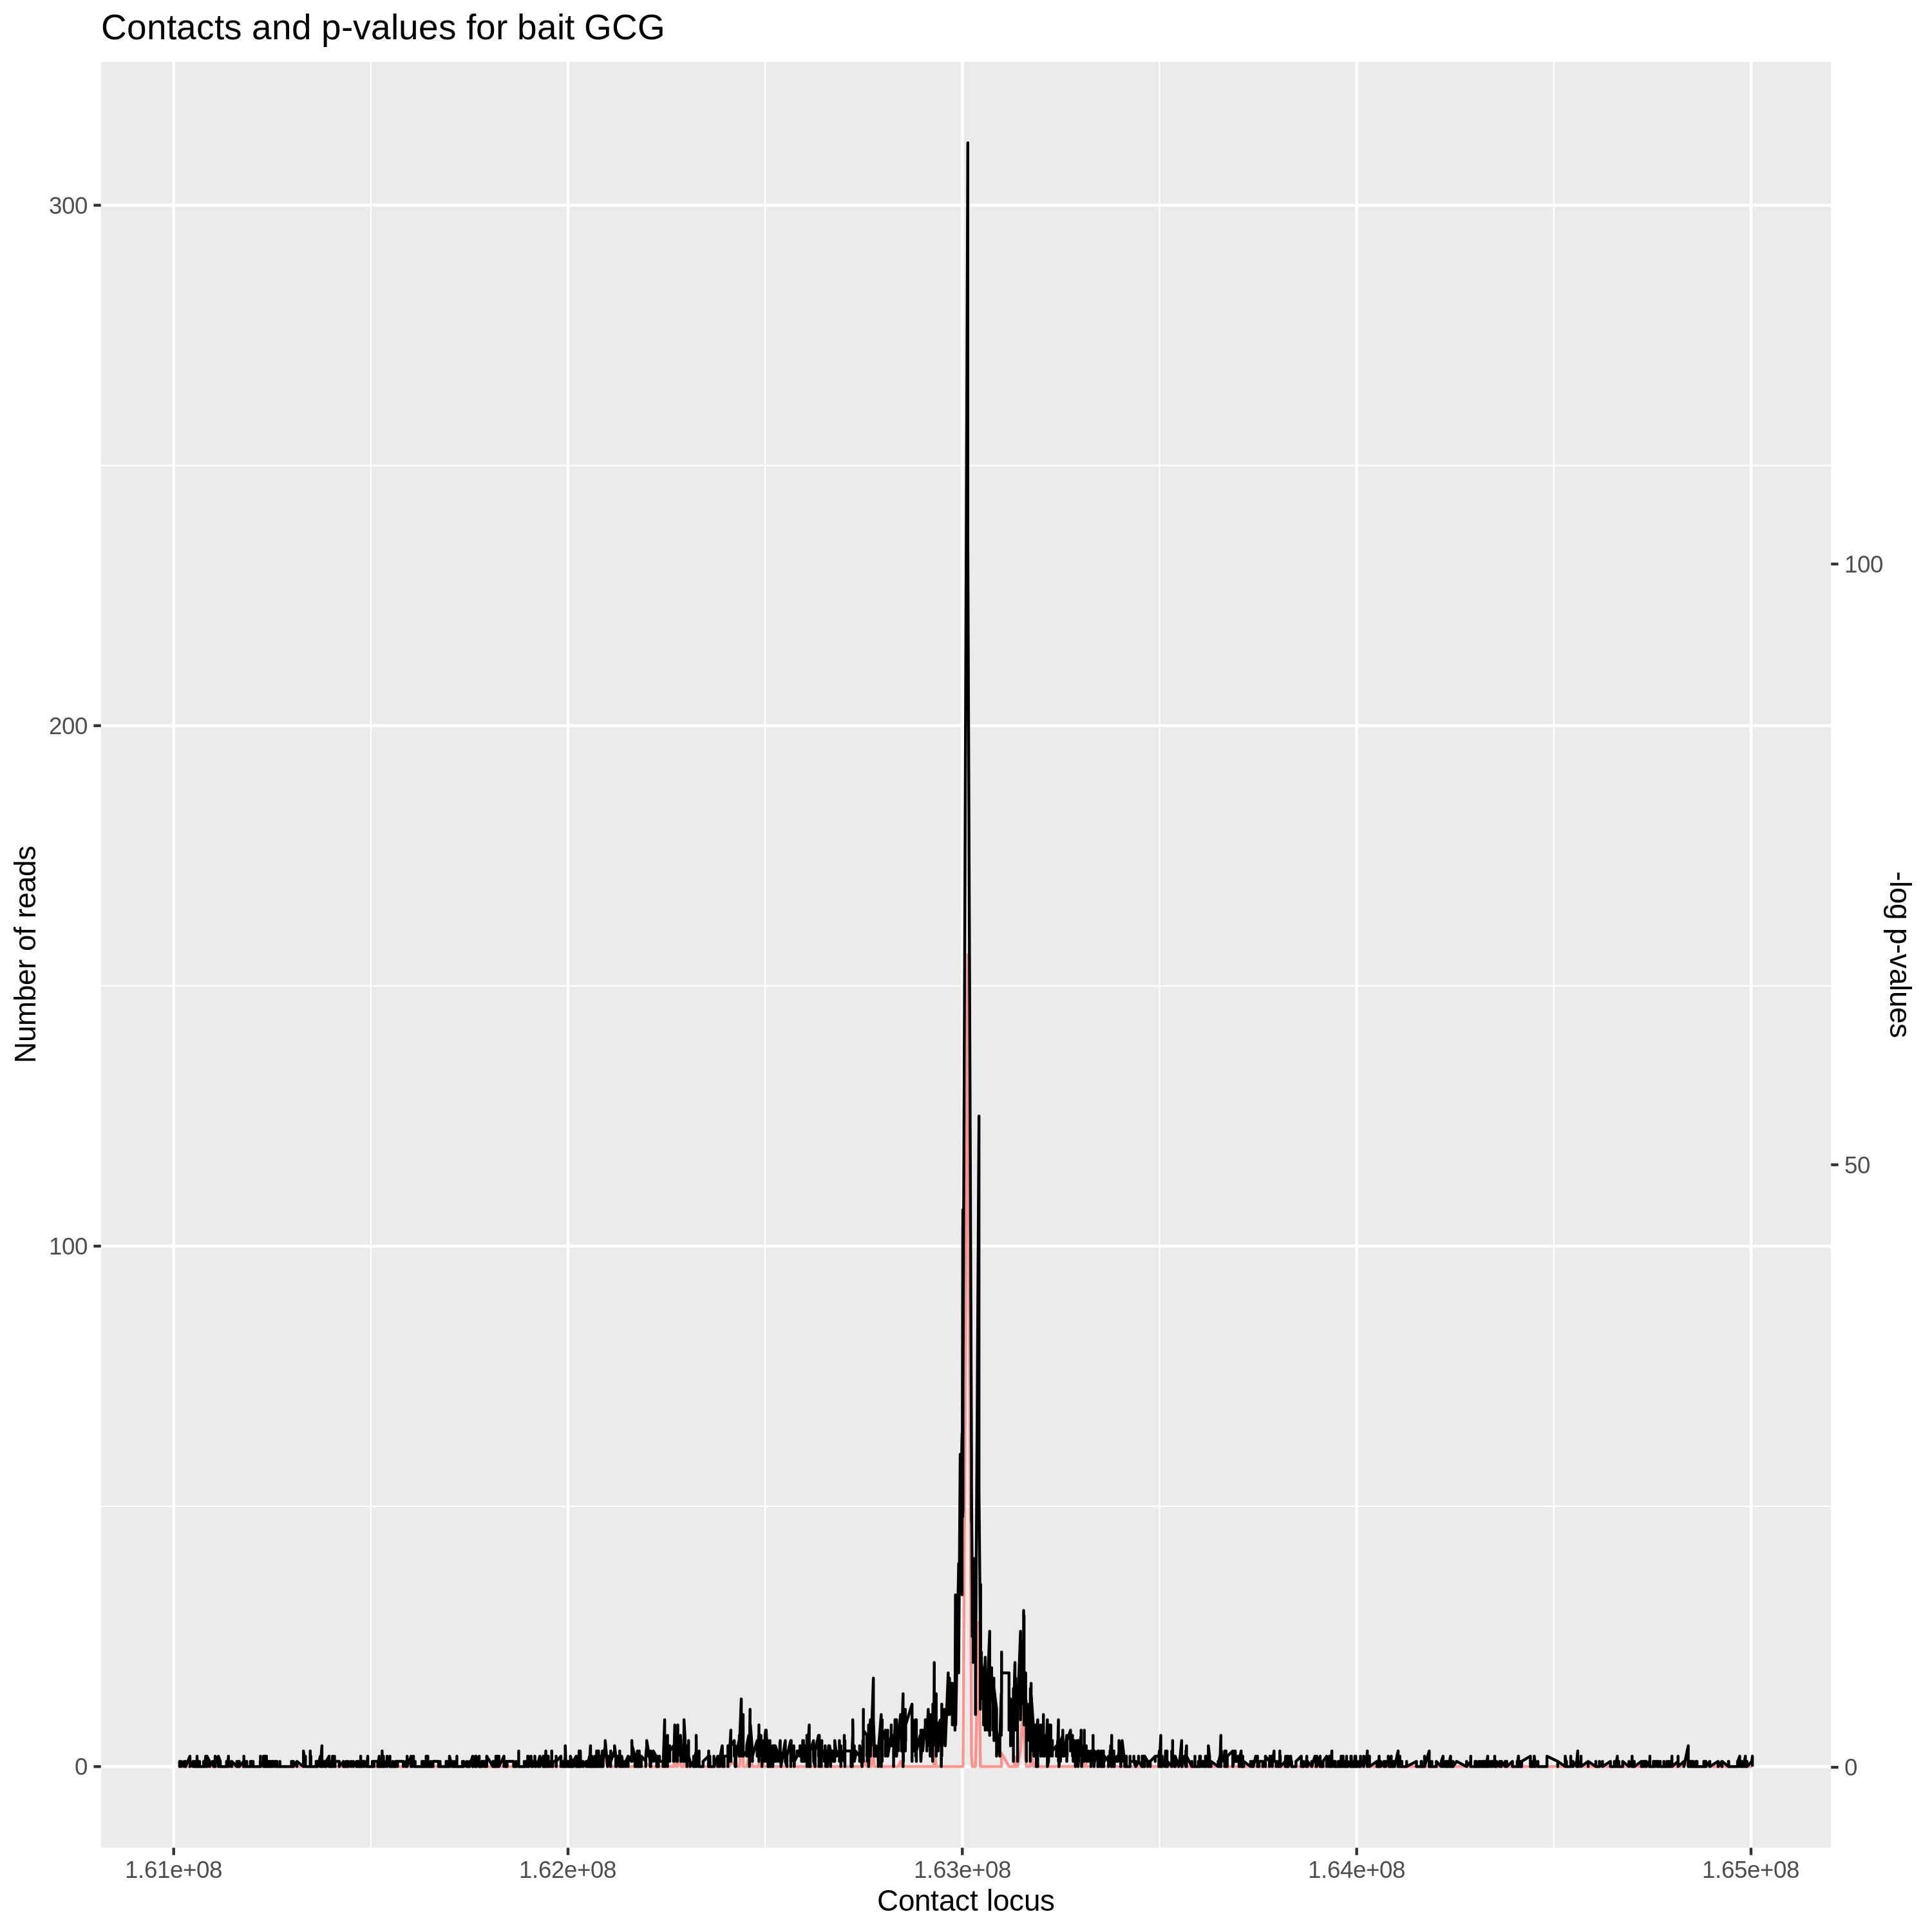 Contacts and p-values for bait GCG
300
200
100
0
Number of reads
100
50
0
-log p-values
1.61e+08
1.62e+08
1.63e+08
1.64e+08
1.65e+08
Contact locus